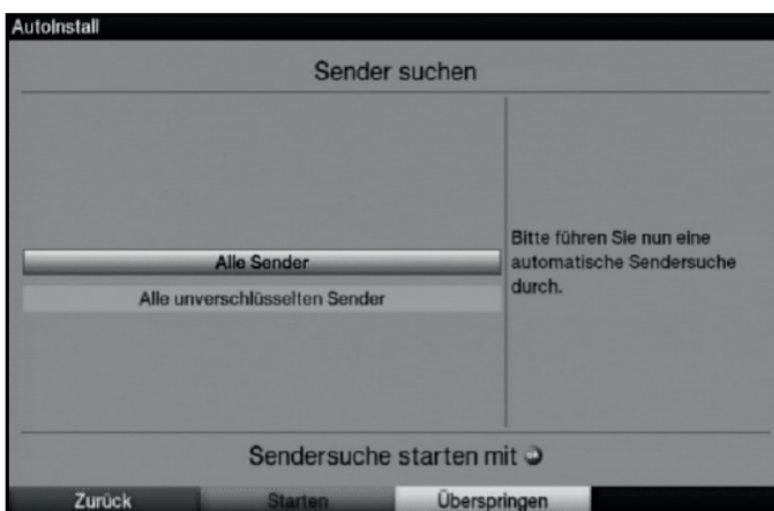 AutoInstall
Sender suchen
Alle Sender
Alle unverschlüsselten Sender
Bitte führen Sie nun eine
automatische Sendersuche
durch.
Sendersuche starten mit
Zurück
Starten
Überspringen